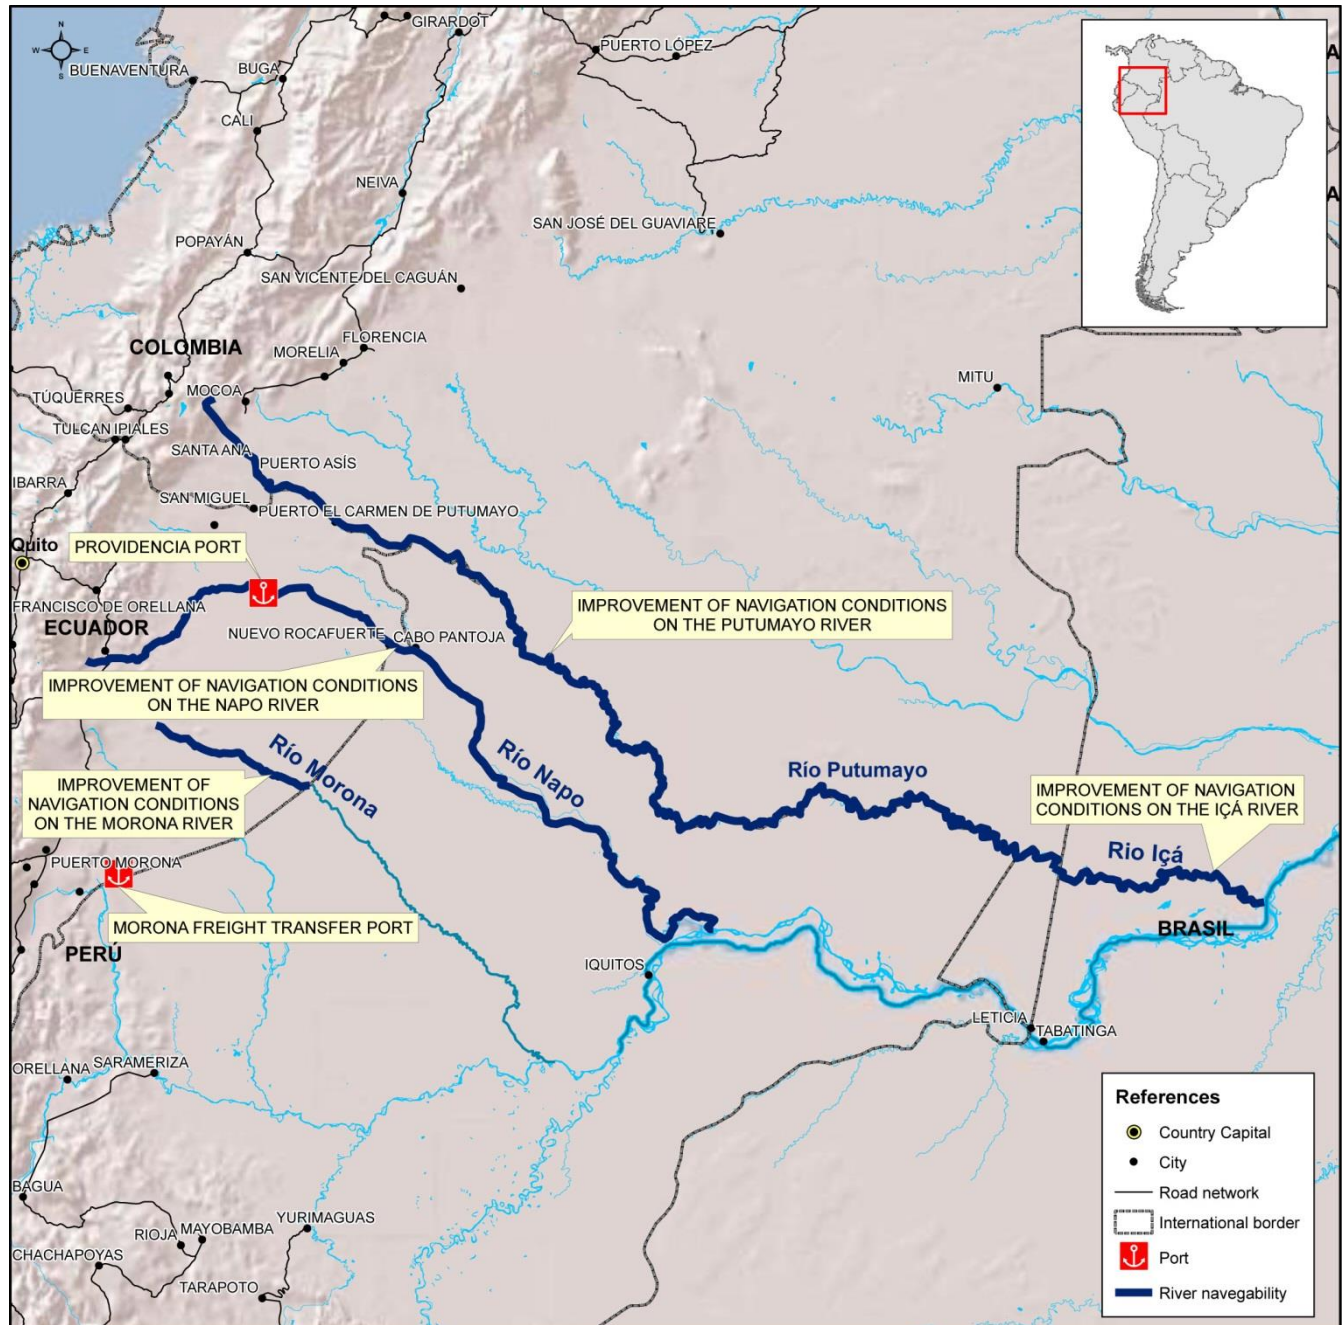 N
W
E
S
GIRARDOT
PUERTO LÓPEZ
BUENAVENTURA
BUGA
CALI
NEIVA
SAN JOSÉ DEL GUAVIARE
POPAYÁN
SAN VICENTE DEL CAGUÁN
FLORENCIA
COLOMBIA
MORELIA
MITU
MOCOA
TÚQUERRES
TULCAN
IPIALES
SANTA ANA
PUERTO ASÍS
IBARRA
SAN MIGUEL
PUERTO EL CARMEN DE PUTUMAYO
Quito
PROVIDENCIA PORT
FRANCISCO DE ORELLANA
ECUADOR
NUEVO ROCAFUERTE
CABO PANTOJA
IMPROVEMENT OF NAVIGATION CONDITIONS
ON THE PUTUMAYO RIVER
IMPROVEMENT OF NAVIGATION CONDITIONS
ON THE NAPO RIVER
Río Morona
Río Napo
Río Putumayo
IMPROVEMENT OF
NAVIGATION CONDITIONS
ON THE MORONA RIVER
IMPROVEMENT OF NAVIGATION
CONDITIONS ON THE IÇÁ RIVER
Rio Içá
PUERTO MORONA
MORONA FREIGHT TRANSFER PORT
PERÚ
BRASIL
IQUITOS
LETICIA
TABATINGA
ORELLANA
SARAMERIZA
BAGUA
RIOJA
MAYOBAMBA
YURIMAGUAS
CHACHAPOYAS
TARAPOTO
A
A
References
Country Capital
City
Road network
International border
Port
River navegability